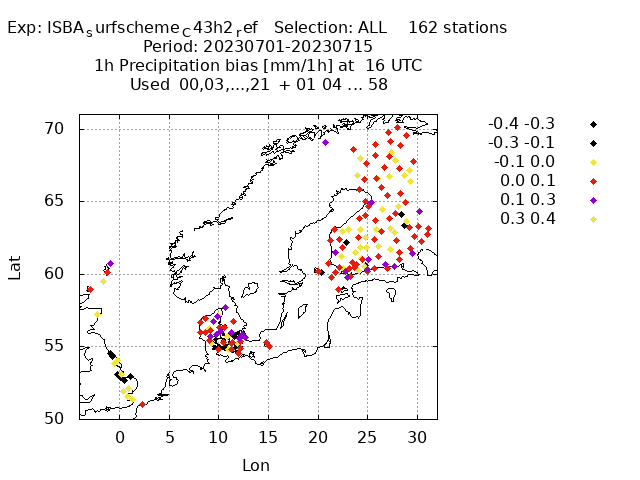 Exp: ISBAsurfschemeC43h2ref   Selection: ALL    162 stations
Period: 20230701-20230715
1h Precipitation bias [mm/1h] at  16 UTC
Used  00,03,...,21  + 01 04 ... 58
-0.4 -0.3
-0.3 -0.1
-0.1 0.0
0.0 0.1
0.1 0.3
0.3 0.4
70
65
60
55
50
Lat
0 5 10 15 20 25 30
Lon